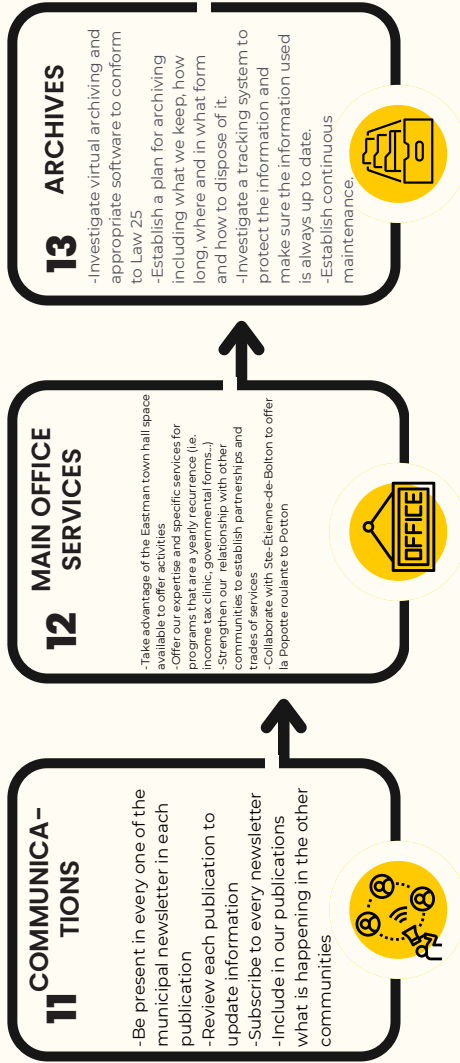 11 COMMUNICA-
TIONS
-Be present in every one of the
municipal newsletter in each
publication
-Review each publication to
update information
-Subscribe to every newsletter
-Include in our publications
what is happening in the other
communities
12 MAIN OFFICE
SERVICES
-Take advantage of the Eastman town hall space
available to offer activities
-Offer our expertise and specific services for
programs that are a yearly recurrence (i.e.
income tax clinic, governmental forms...)
-Strengthen our relationship with other
communities to establish partnerships and
trades of services
-Collaborate with Ste-Étienne-de-Bolton to offer
la Popotte roulante to Potton
OFFICE
13 ARCHIVES
-Investigate virtual archiving and
appropriate software to conform
to Law 25
-Establish a plan for archiving
including what we keep, how
long, where and in what form
and how to dispose of it.
-Investigate a tracking system to
protect the information and
make sure the information used
is always up to date.
-Establish continuous
maintenance.